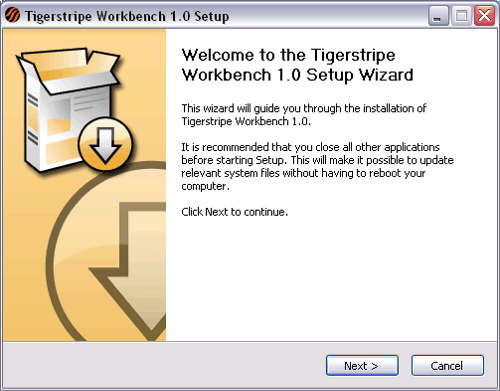 Tigerstripe Workbench 1.0 Setup
Welcome to the Tigerstripe
Workbench 1.0 Setup Wizard
This wizard will guide you through the installation of
Tigerstripe Workbench 1.0.
It is recommended that you close all other applications
before starting Setup. This will make it possible to update
relevant system files without having to reboot your
computer.
Click Next to continue.
Next >
Cancel